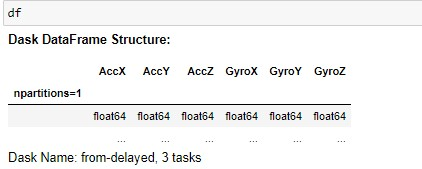 df
Dask DataFrame Structure:
AccX AccY AccZ GyroX GyroY GyroZ
npartitions=1
float64 float64 float64 float64 float64 float64
... ... ... ... ... ...
Dask Name: from-delayed, 3 tasks